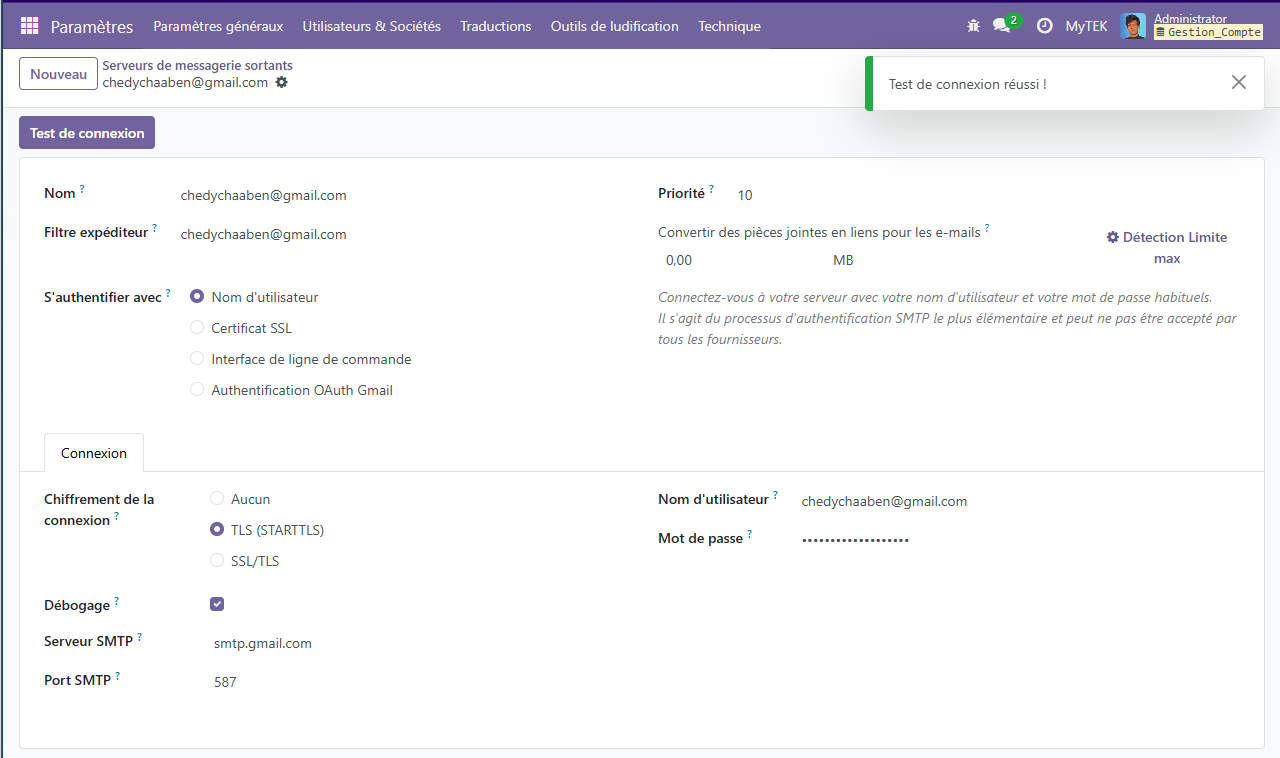 Paramètres Paramètres généraux Utilisateurs & Sociétés Traductions Outils de ludification Technique 2 MyTEK Administrator
Gestion_Compte
Nouveau Serveurs de messagerie sortants
chedychaaben@gmail.com
Test de connexion réussi !
Test de connexion
Nom ? chedychaaben@gmail.com
Priorité ? 10
Filtre expéditeur ? chedychaaben@gmail.com
Convertir des pièces jointes en liens pour les e-mails ?
0,00 MB
Détection Limite
max
S'authentifier avec ? Nom d'utilisateur
Certificat SSL
Interface de ligne de commande
Authentification OAuth Gmail
Connectez-vous à votre serveur avec votre nom d'utilisateur et votre mot de passe habituels.
Il s'agit du processus d'authentification SMTP le plus élémentaire et peut ne pas être accepté par
tous les fournisseurs.
Connexion
Chiffrement de la
connexion ?
Aucun
TLS (STARTTLS)
SSL/TLS
Nom d'utilisateur ? chedychaaben@gmail.com
Mot de passe ? •••••••••••••••••••
Débogage ?
Serveur SMTP ? smtp.gmail.com
Port SMTP ? 587